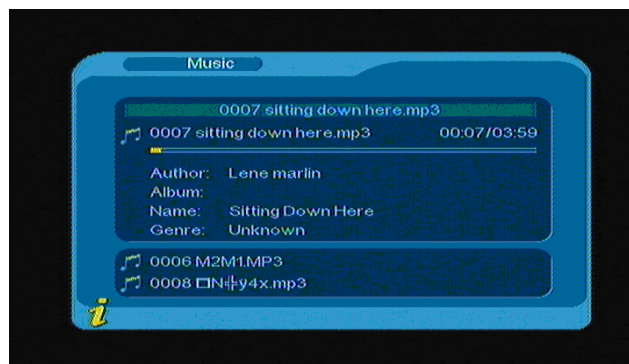 Music
0007 sitting down here.mp3
0007 sitting down here.mp3 00:07/03:59
Author: Lene marlin
Album:
Name: Sitting Down Here
Genre: Unknown
0006 M2M1.MP3
0008 □N╬y4x.mp3
i